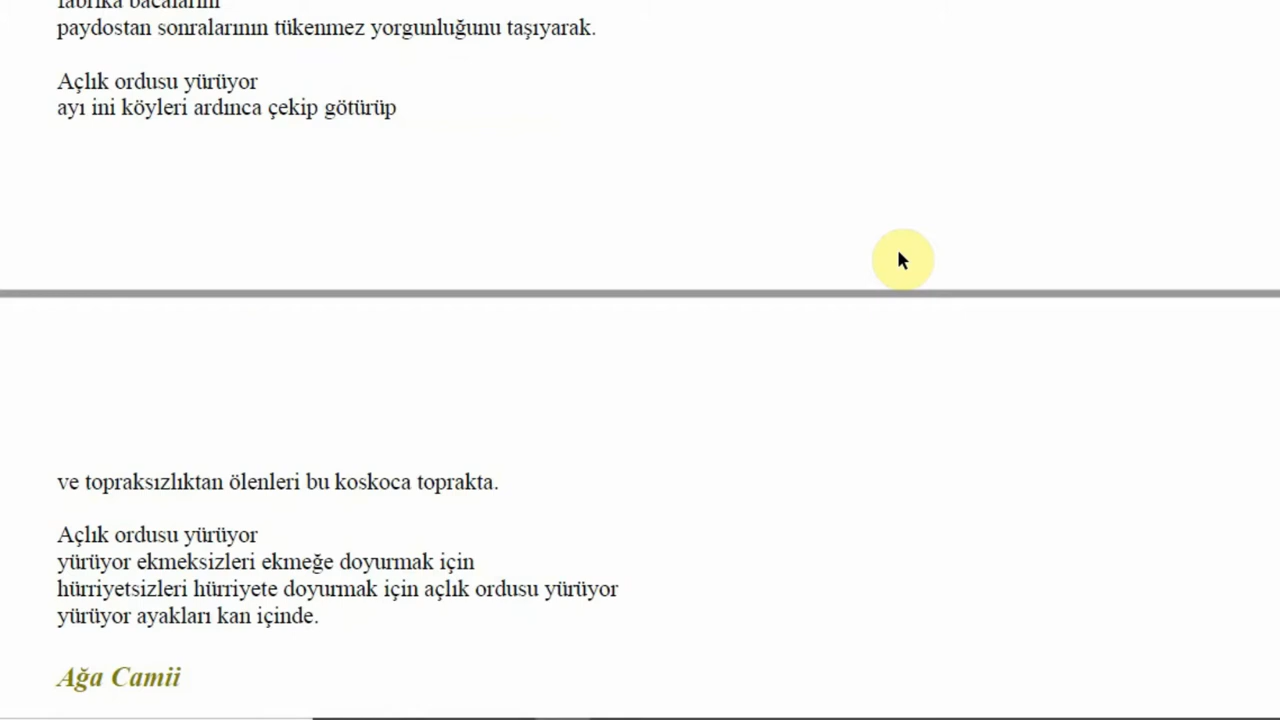 fabrika bacalarını
paydostan sonralarının tükenmez yorgunluğunu taşıyarak.
Açlık ordusu yürüyor
ayı ini köyleri ardınca çekip götürüp
ve topraksızlıktan ölenleri bu koskoca toprakta.
Açlık ordusu yürüyor
yürüyor ekmeksizleri ekmeğe doyurmak için
hürriyetsizleri hürriyete doyurmak için açlık ordusu yürüyor
yürüyor ayakları kan içinde.
Ağa Camii